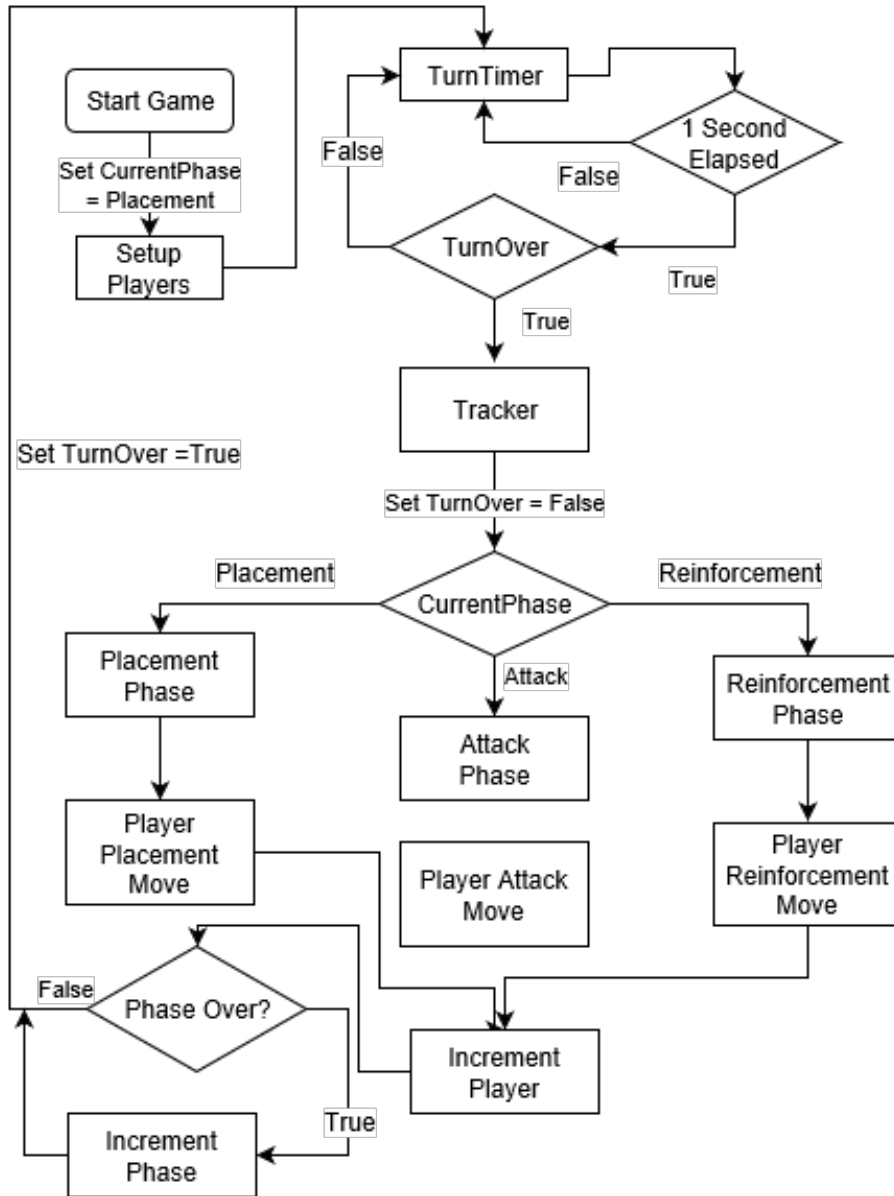 TurnTimer
Start Game
1 Second
Elapsed
False
False
Set CurrentPhase
= Placement
Setup
Players
TurnOver
True
True
Tracker
Set TurnOver =True
Set TurnOver = False
Placement
Reinforcement
CurrentPhase
Placement
Phase
Attack
Reinforcement
Phase
Attack
Phase
Player
Placement
Move
Player Attack
Move
Player
Reinforcement
Move
False
Phase Over?
Increment
Player
True
Increment
Phase